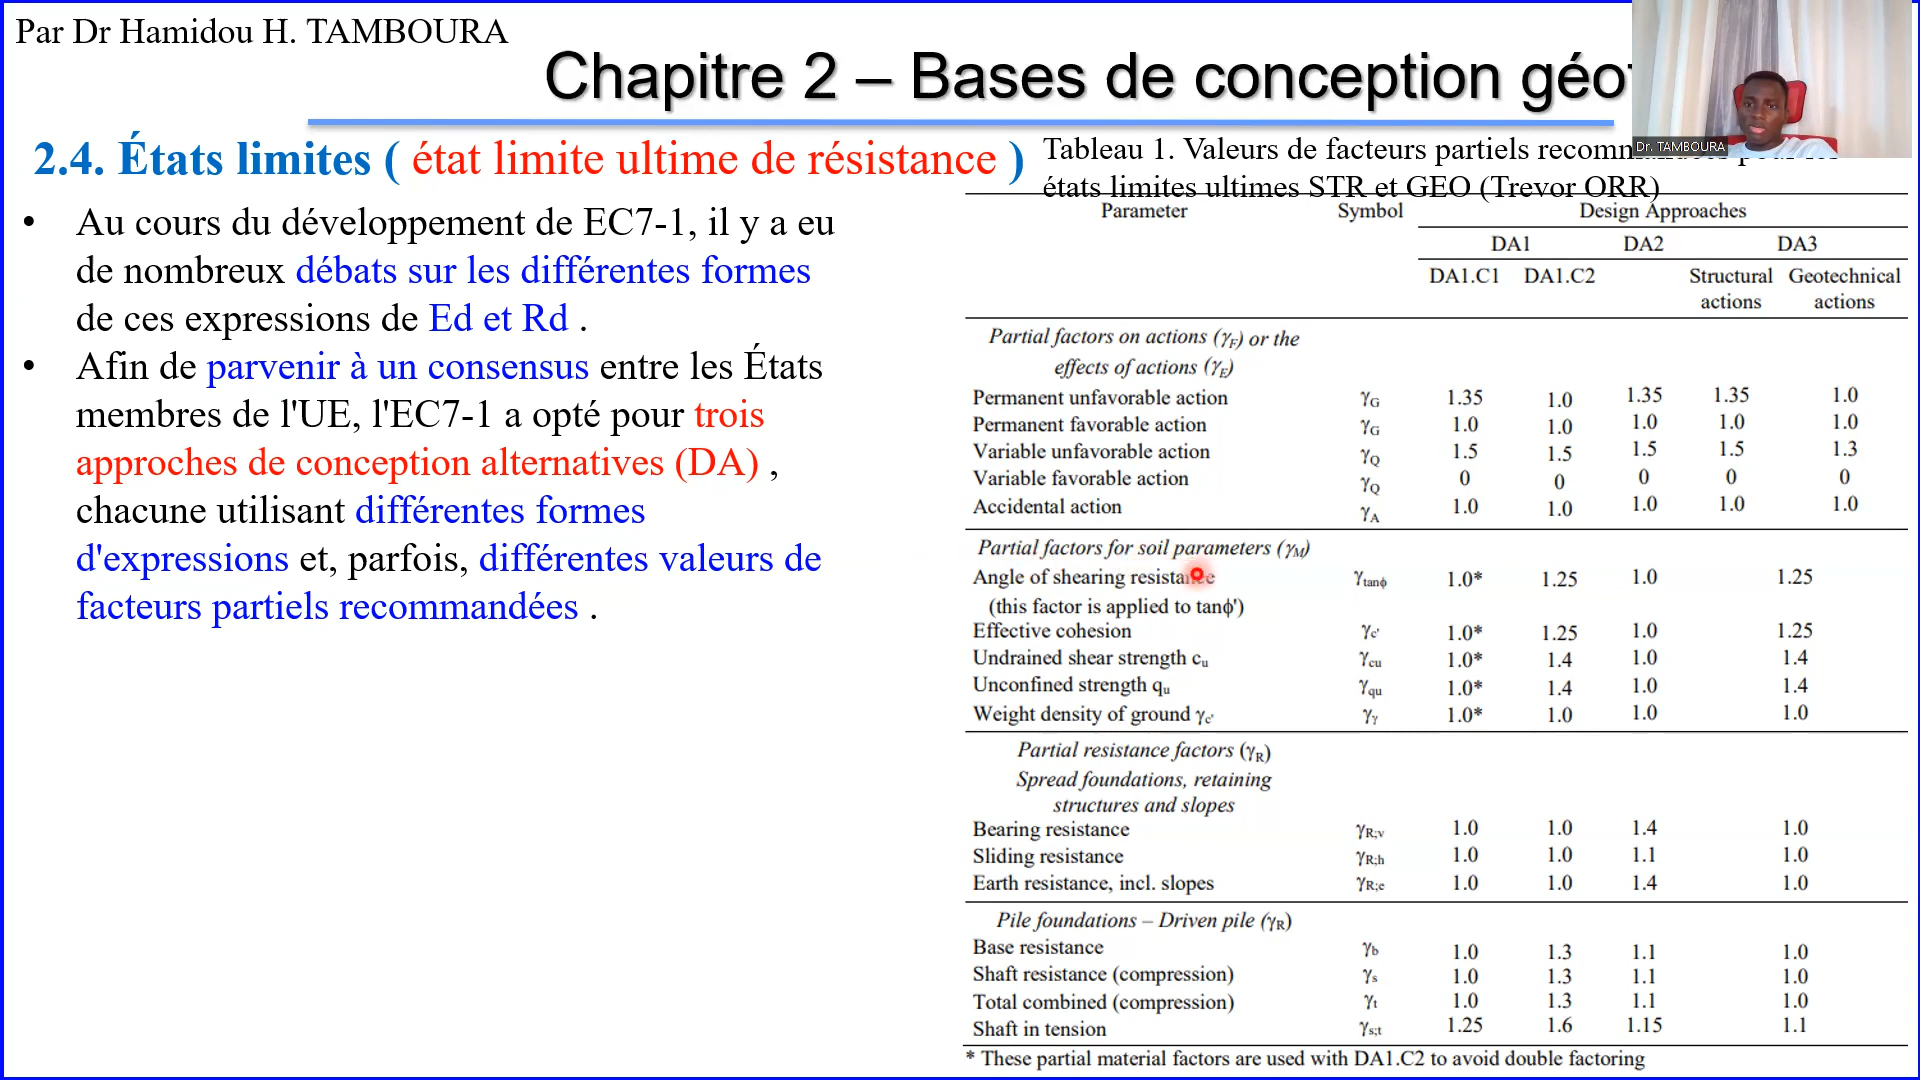 Par Dr Hamidou H. TAMBOURA
Chapitre 2 – Bases de conception
Dr. TAMBOURA
2.4. États limites ( état limite ultime de résistance )
• Au cours du développement de EC7-1, il y a eu
de nombreux débats sur les différentes formes
de ces expressions de Ed et Rd .
• Afin de parvenir à un consensus entre les États
membres de l'UE, l'EC7-1 a opté pour trois
approches de conception alternatives (DA) ,
chacune utilisant différentes formes
d'expressions et, parfois, différentes valeurs de
facteurs partiels recommandées .
Tableau 1. Valeurs de facteurs partiels
états limites ultimes STR et GEO (Trevor ORR)
Parameter Symbol Design Approaches
DA1 DA2 DA3
DA1.C1 DA1.C2 Structural Geotechnical
actions actions
Partial factors on actions (γF) or the
effects of actions (γE)
Permanent unfavorable action γG 1.35 1.0 1.35 1.35 1.0
Permanent favorable action γG 1.0 1.0 1.0 1.0 1.0
Variable unfavorable action γQ 1.5 1.5 1.5 1.5 1.3
Variable favorable action γQ 0 0 0 0 0
Accidental action γA 1.0 1.0 1.0 1.0 1.0
Partial factors for soil parameters (γM)
Angle of shearing resistance γtanϕ 1.0* 1.25 1.0 1.25
(this factor is applied to tanϕ')
Effective cohesion γc' 1.0* 1.25 1.0 1.25
Undrained shear strength cu γcu 1.0* 1.4 1.0 1.4
Unconfined strength qu γqu 1.0* 1.4 1.0 1.4
Weight density of ground γc' γγ 1.0* 1.0 1.0 1.0
Partial resistance factors (γR)
Spread foundations, retaining
structures and slopes
Bearing resistance γR;v 1.0 1.0 1.4 1.0
Sliding resistance γR;h 1.0 1.0 1.1 1.0
Earth resistance, incl. slopes γR;e 1.0 1.0 1.4 1.0
Pile foundations – Driven pile (γR)
Base resistance γb 1.0 1.3 1.1 1.0
Shaft resistance (compression) γs 1.0 1.3 1.1 1.0
Total combined (compression) γt 1.0 1.3 1.1 1.0
Shaft in tension γs;t 1.25 1.6 1.15 1.1
* These partial material factors are used with DA1.C2 to avoid double factoring